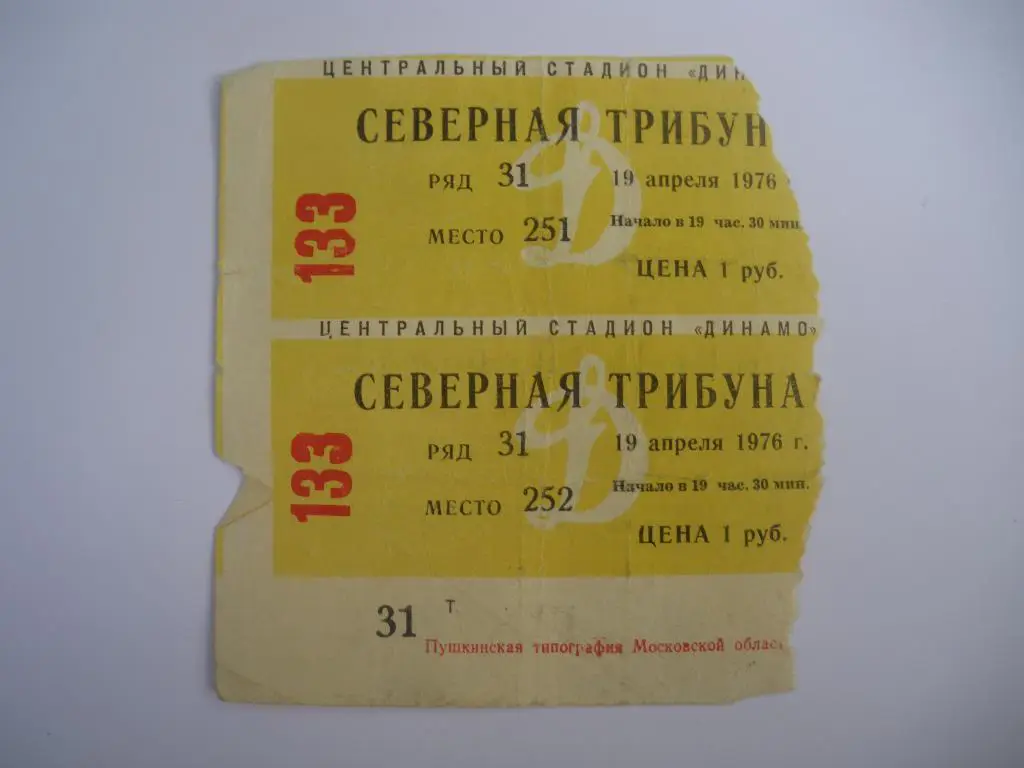 ЦЕНТРАЛЬНЫЙ СТАДИОН «ДИНАМ
СЕВЕРНАЯ ТРИБУН
133
РЯД 31 19 апреля 1976
МЕСТО 251 Начало в 19 час. 30 мин.
ЦЕНА 1 руб.
ЦЕНТРАЛЬНЫЙ СТАДИОН «ДИНАМО»
СЕВЕРНАЯ ТРИБУНА
133
РЯД 31 19 апреля 1976 г.
МЕСТО 252 Начало в 19 час. 30 мин.
ЦЕНА 1 руб.
31 Т
Пушкинская типография Московской облас